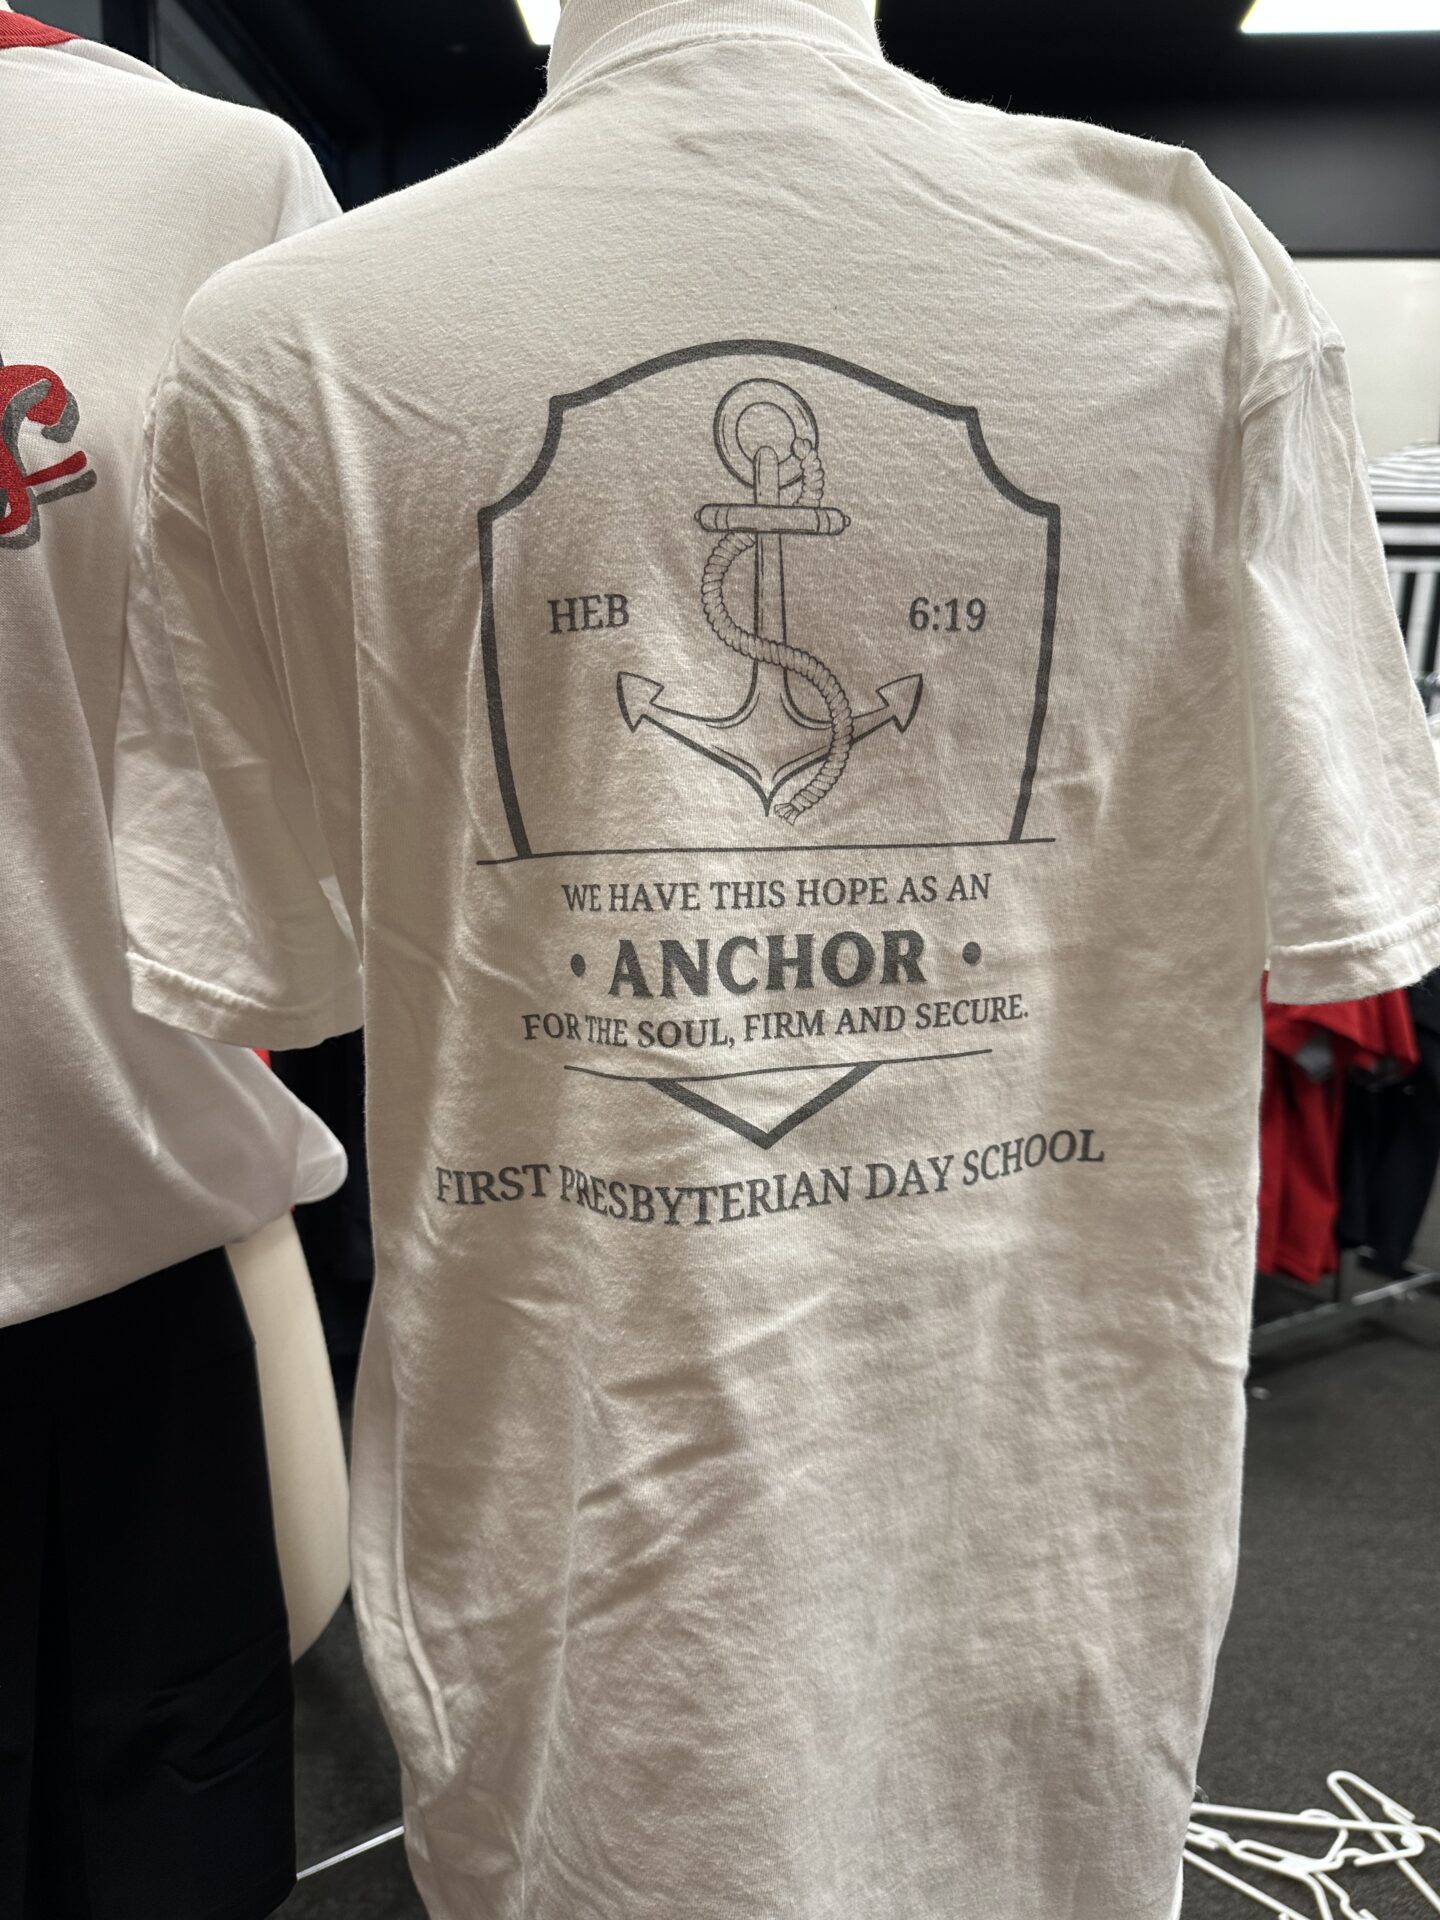 HEB 6:19
WE HAVE THIS HOPE AS AN
• ANCHOR •
FOR THE SOUL, FIRM AND SECURE.
FIRST PRESBYTERIAN DAY SCHOOL